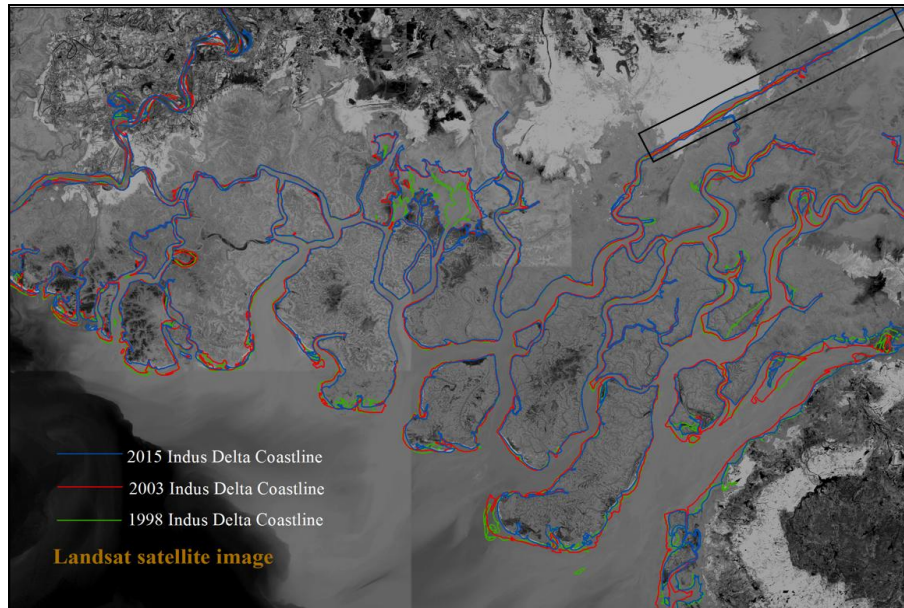 2015 Indus Delta Coastline
2003 Indus Delta Coastline
1998 Indus Delta Coastline
Landsat satellite image